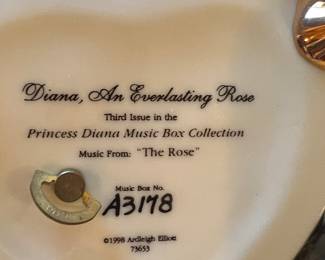 Diana, An Everlasting Rose
Third Issue in the
Princess Diana Music Box Collection
Music From: "The Rose"
Music Box No.
A3178
©1998 Ardleigh Elliott
73653